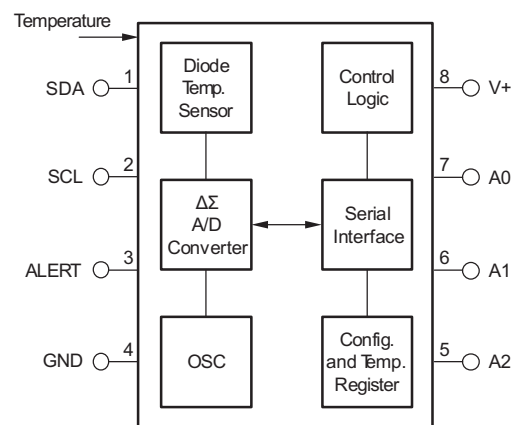 Temperature
1
SDA
2
SCL
3
ALERT
4
GND
Diode
Temp.
Sensor
ΔΣ
A/D
Converter
OSC
Control
Logic
Serial
Interface
Config.
and Temp.
Register
8
V+
7
A0
6
A1
5
A2